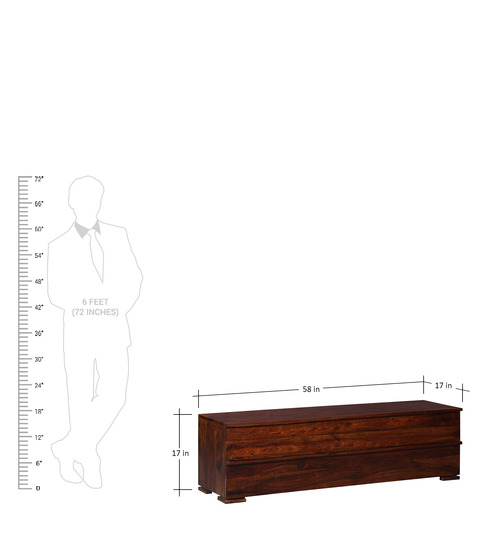 72"
66"
60"
54"
48"
42"
36"
30"
24"
18"
12"
6"
0
6 FEET
(72 INCHES)
58 in
17 in
17 in